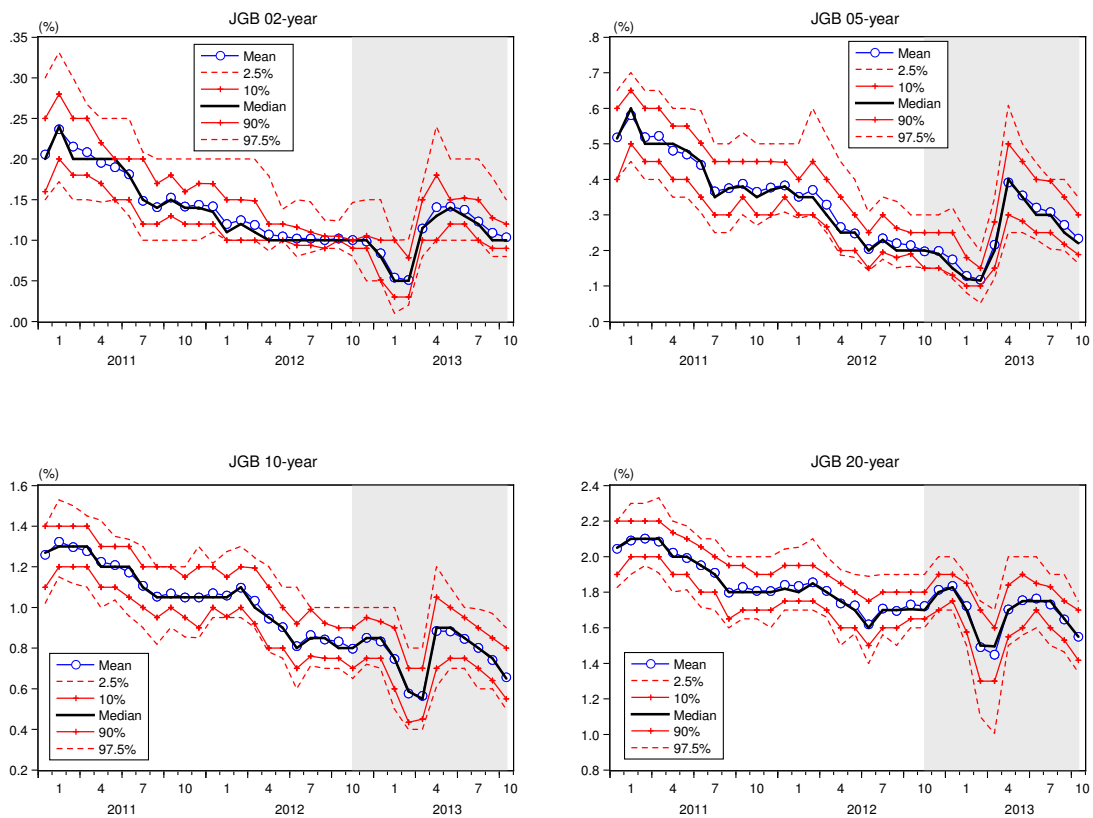 JGB 02-year
(%)
.35
.30
.25
.20
.15
.10
.05
.00
Mean
2.5%
10%
Median
90%
97.5%
1 4 7 10 1 4 7 10 1 4 7 10
2011 2012 2013
JGB 05-year
(%)
.8
.7
.6
.5
.4
.3
.2
.1
.0
Mean
2.5%
10%
Median
90%
97.5%
1 4 7 10 1 4 7 10 1 4 7 10
2011 2012 2013
JGB 10-year
(%)
1.6
1.4
1.2
1.0
0.8
0.6
0.4
0.2
Mean
2.5%
10%
Median
90%
97.5%
1 4 7 10 1 4 7 10 1 4 7 10
2011 2012 2013
JGB 20-year
(%)
2.4
2.2
2.0
1.8
1.6
1.4
1.2
1.0
0.8
Mean
2.5%
10%
Median
90%
97.5%
1 4 7 10 1 4 7 10 1 4 7 10
2011 2012 2013